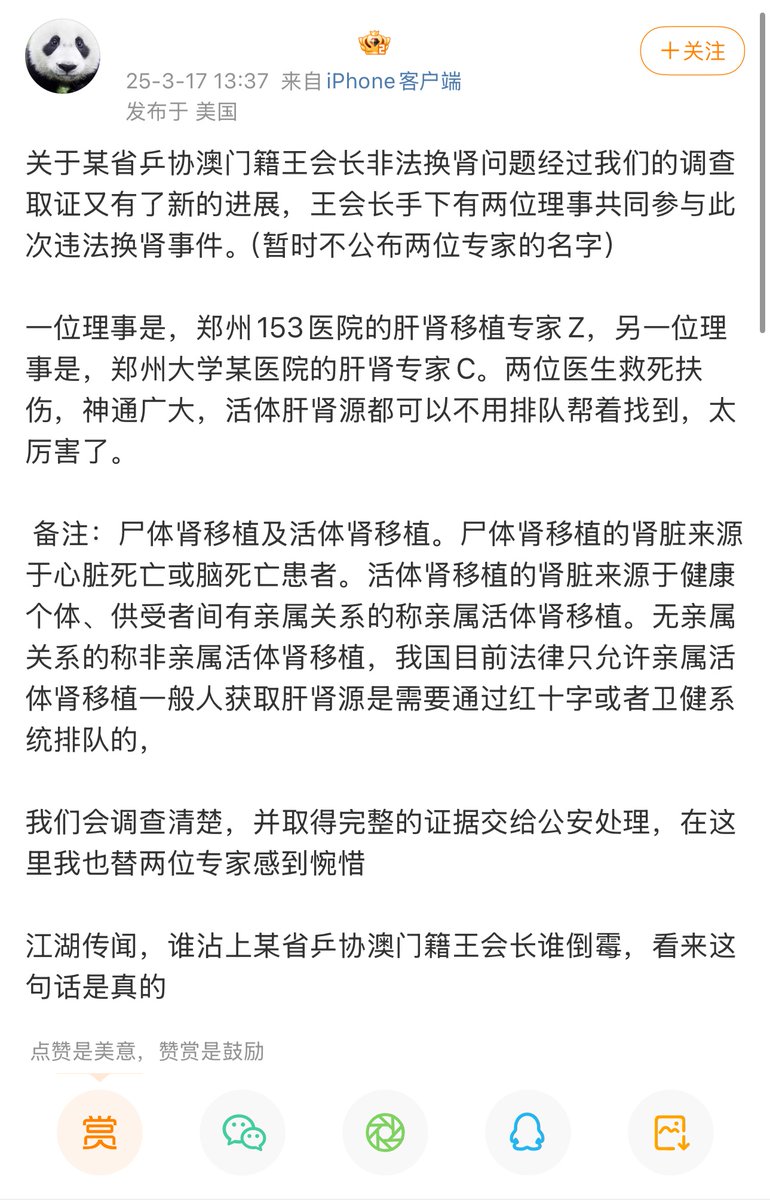 25-3-17 13:37 来自iPhone客户端
+关注
发布于 美国
关于某省乒协澳门籍王会长非法换肾问题经过我们的调查
取证又有了新的进展，王会长手下有两位理事共同参与此
次违法换肾事件。（暂时不公布两位专家的名字）
一位理事是，郑州153医院的肝肾移植专家Z，另一位理
事是，郑州大学某医院的肝肾专家C。两位医生救死扶
伤，神通广大，活体肝肾源都可以不用排队帮着找到，太
厉害了。
备注：尸体肾移植及活体肾移植。尸体肾移植的肾脏来源
于心脏死亡或脑死亡患者。活体肾移植的肾脏来源于健康
个体、供受者间有亲属关系的称亲属活体肾移植。无亲属
关系的称非亲属活体肾移植，我国目前法律只允许亲属活
体肾移植一般人获取肝肾源是需要通过红十字或者卫健系
统排队的，
我们会调查清楚，并取得完整的证据交给公安处理，在这
里我也替两位专家感到惋惜
江湖传闻，谁沾上某省乒协澳门籍王会长谁倒霉，看来这
句话是真的
点赞是美意，赞赏是鼓励
赏